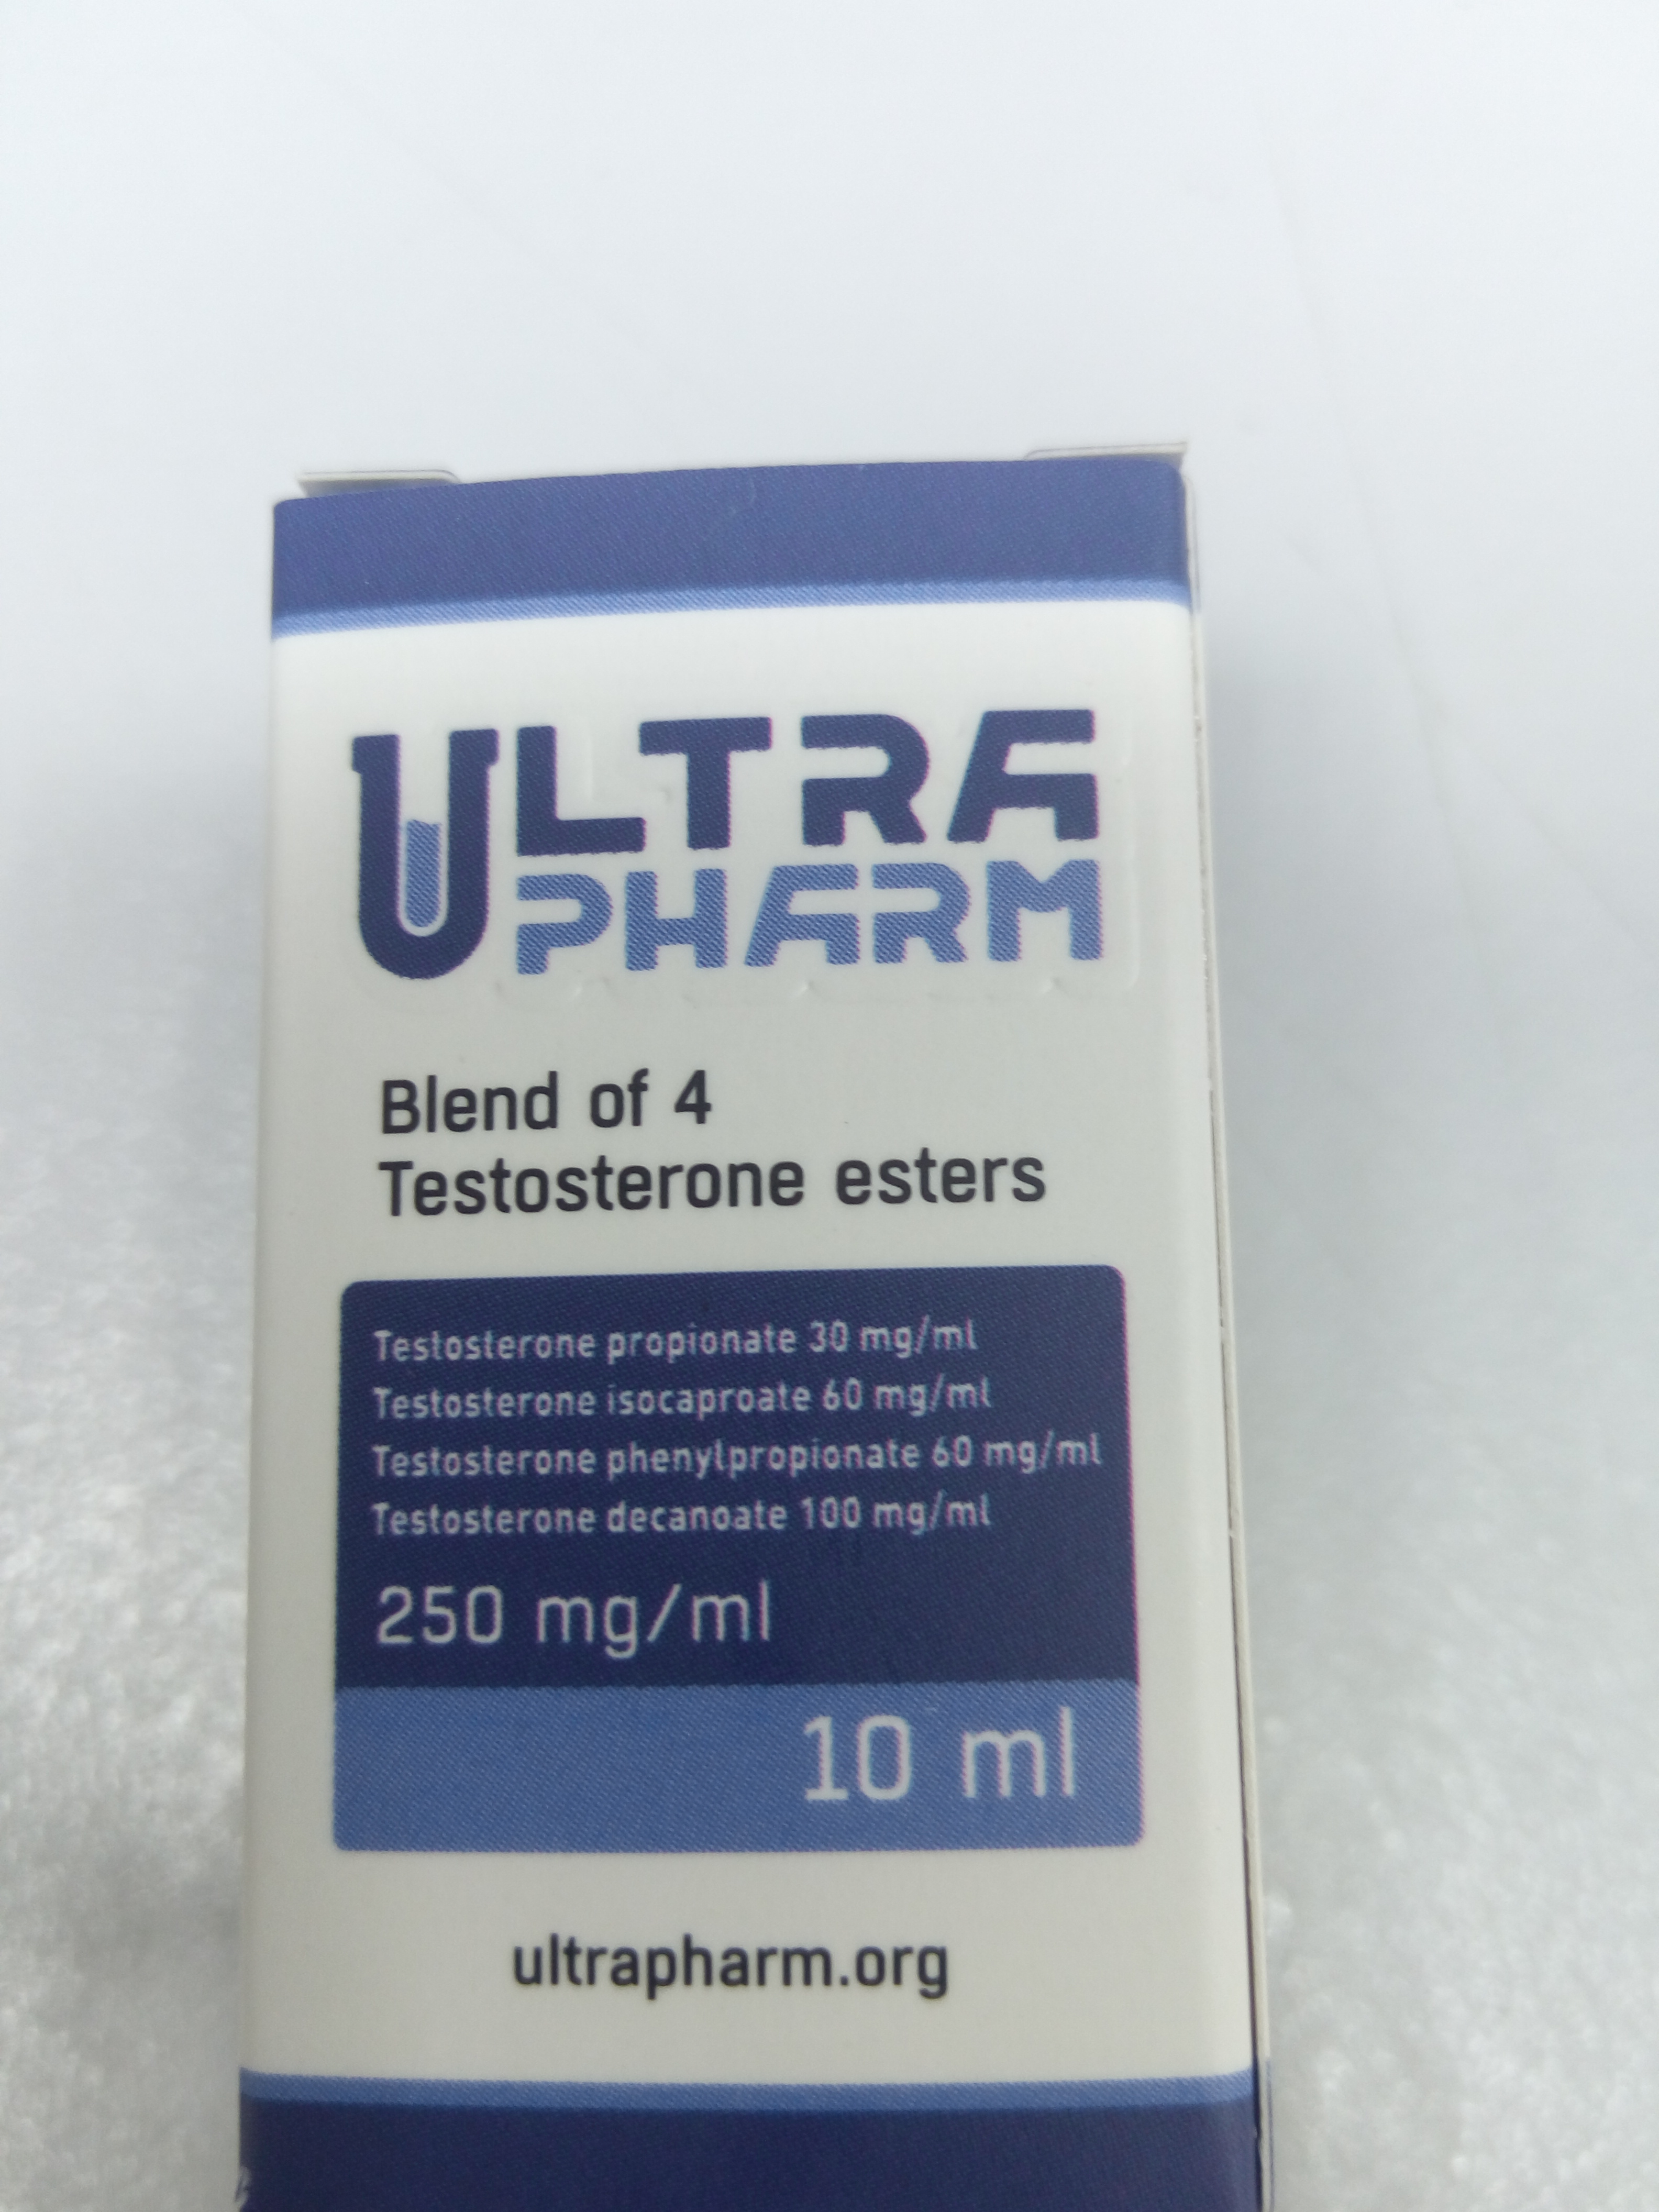 ULTRA
PHARM
Blend of 4
Testosterone esters
Testosterone propionate 30 mg/ml
Testosterone isocaproate 60 mg/ml
Testosterone phenylpropionate 60 mg/ml
Testosterone decanoate 100 mg/ml
250 mg/ml
10 ml
ultrapharm.org